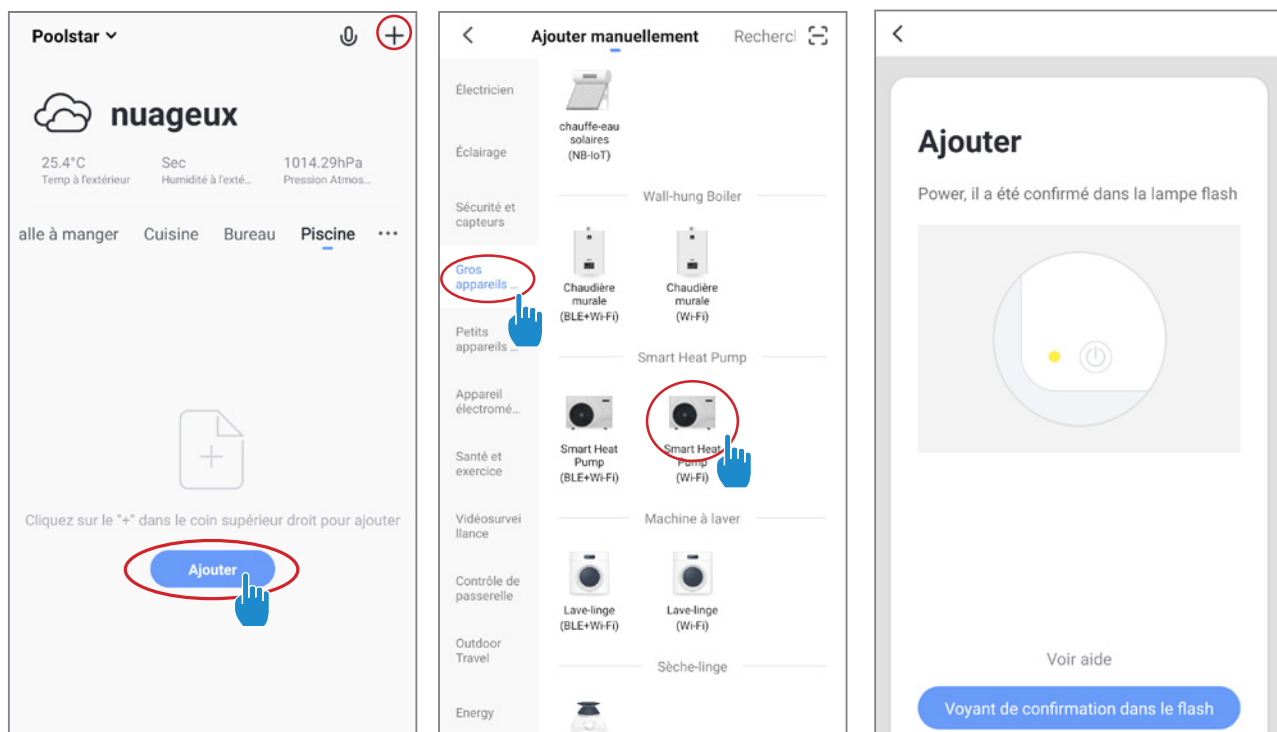 Poolstar
nuageux
25.4°C Sec 1014.29hPa
Temp à l'extérieur Humidité à l'exté... Pression Atmos...
alle à manger Cuisine Bureau Piscine ...
Cliquez sur le "+" dans le coin supérieur droit pour ajouter
Ajouter
Ajouter manuellement Recherc
Électricien
Éclairage
Sécurité et
capteurs
Gros
appareils ...
Petits
appareils ...
Appareil
électromé...
Santé et
exercice
Vidéosurvei
llance
Contrôle de
passerelle
Outdoor
Travel
Energy
chauffe-eau
solaires
(NB-IoT)
Wall-hung Boiler
Chaudière
murale
(BLE+Wi-Fi)
Chaudière
murale
(Wi-Fi)
Smart Heat Pump
Smart Heat
Pump
(BLE+Wi-Fi)
Smart Heat
Pump
(Wi-Fi)
Machine à laver
Lave-linge
(BLE+Wi-Fi)
Lave-linge
(Wi-Fi)
Sèche-linge
Ajouter
Power, il a été confirmé dans la lampe flash
Voir aide
Voyant de confirmation dans le flash